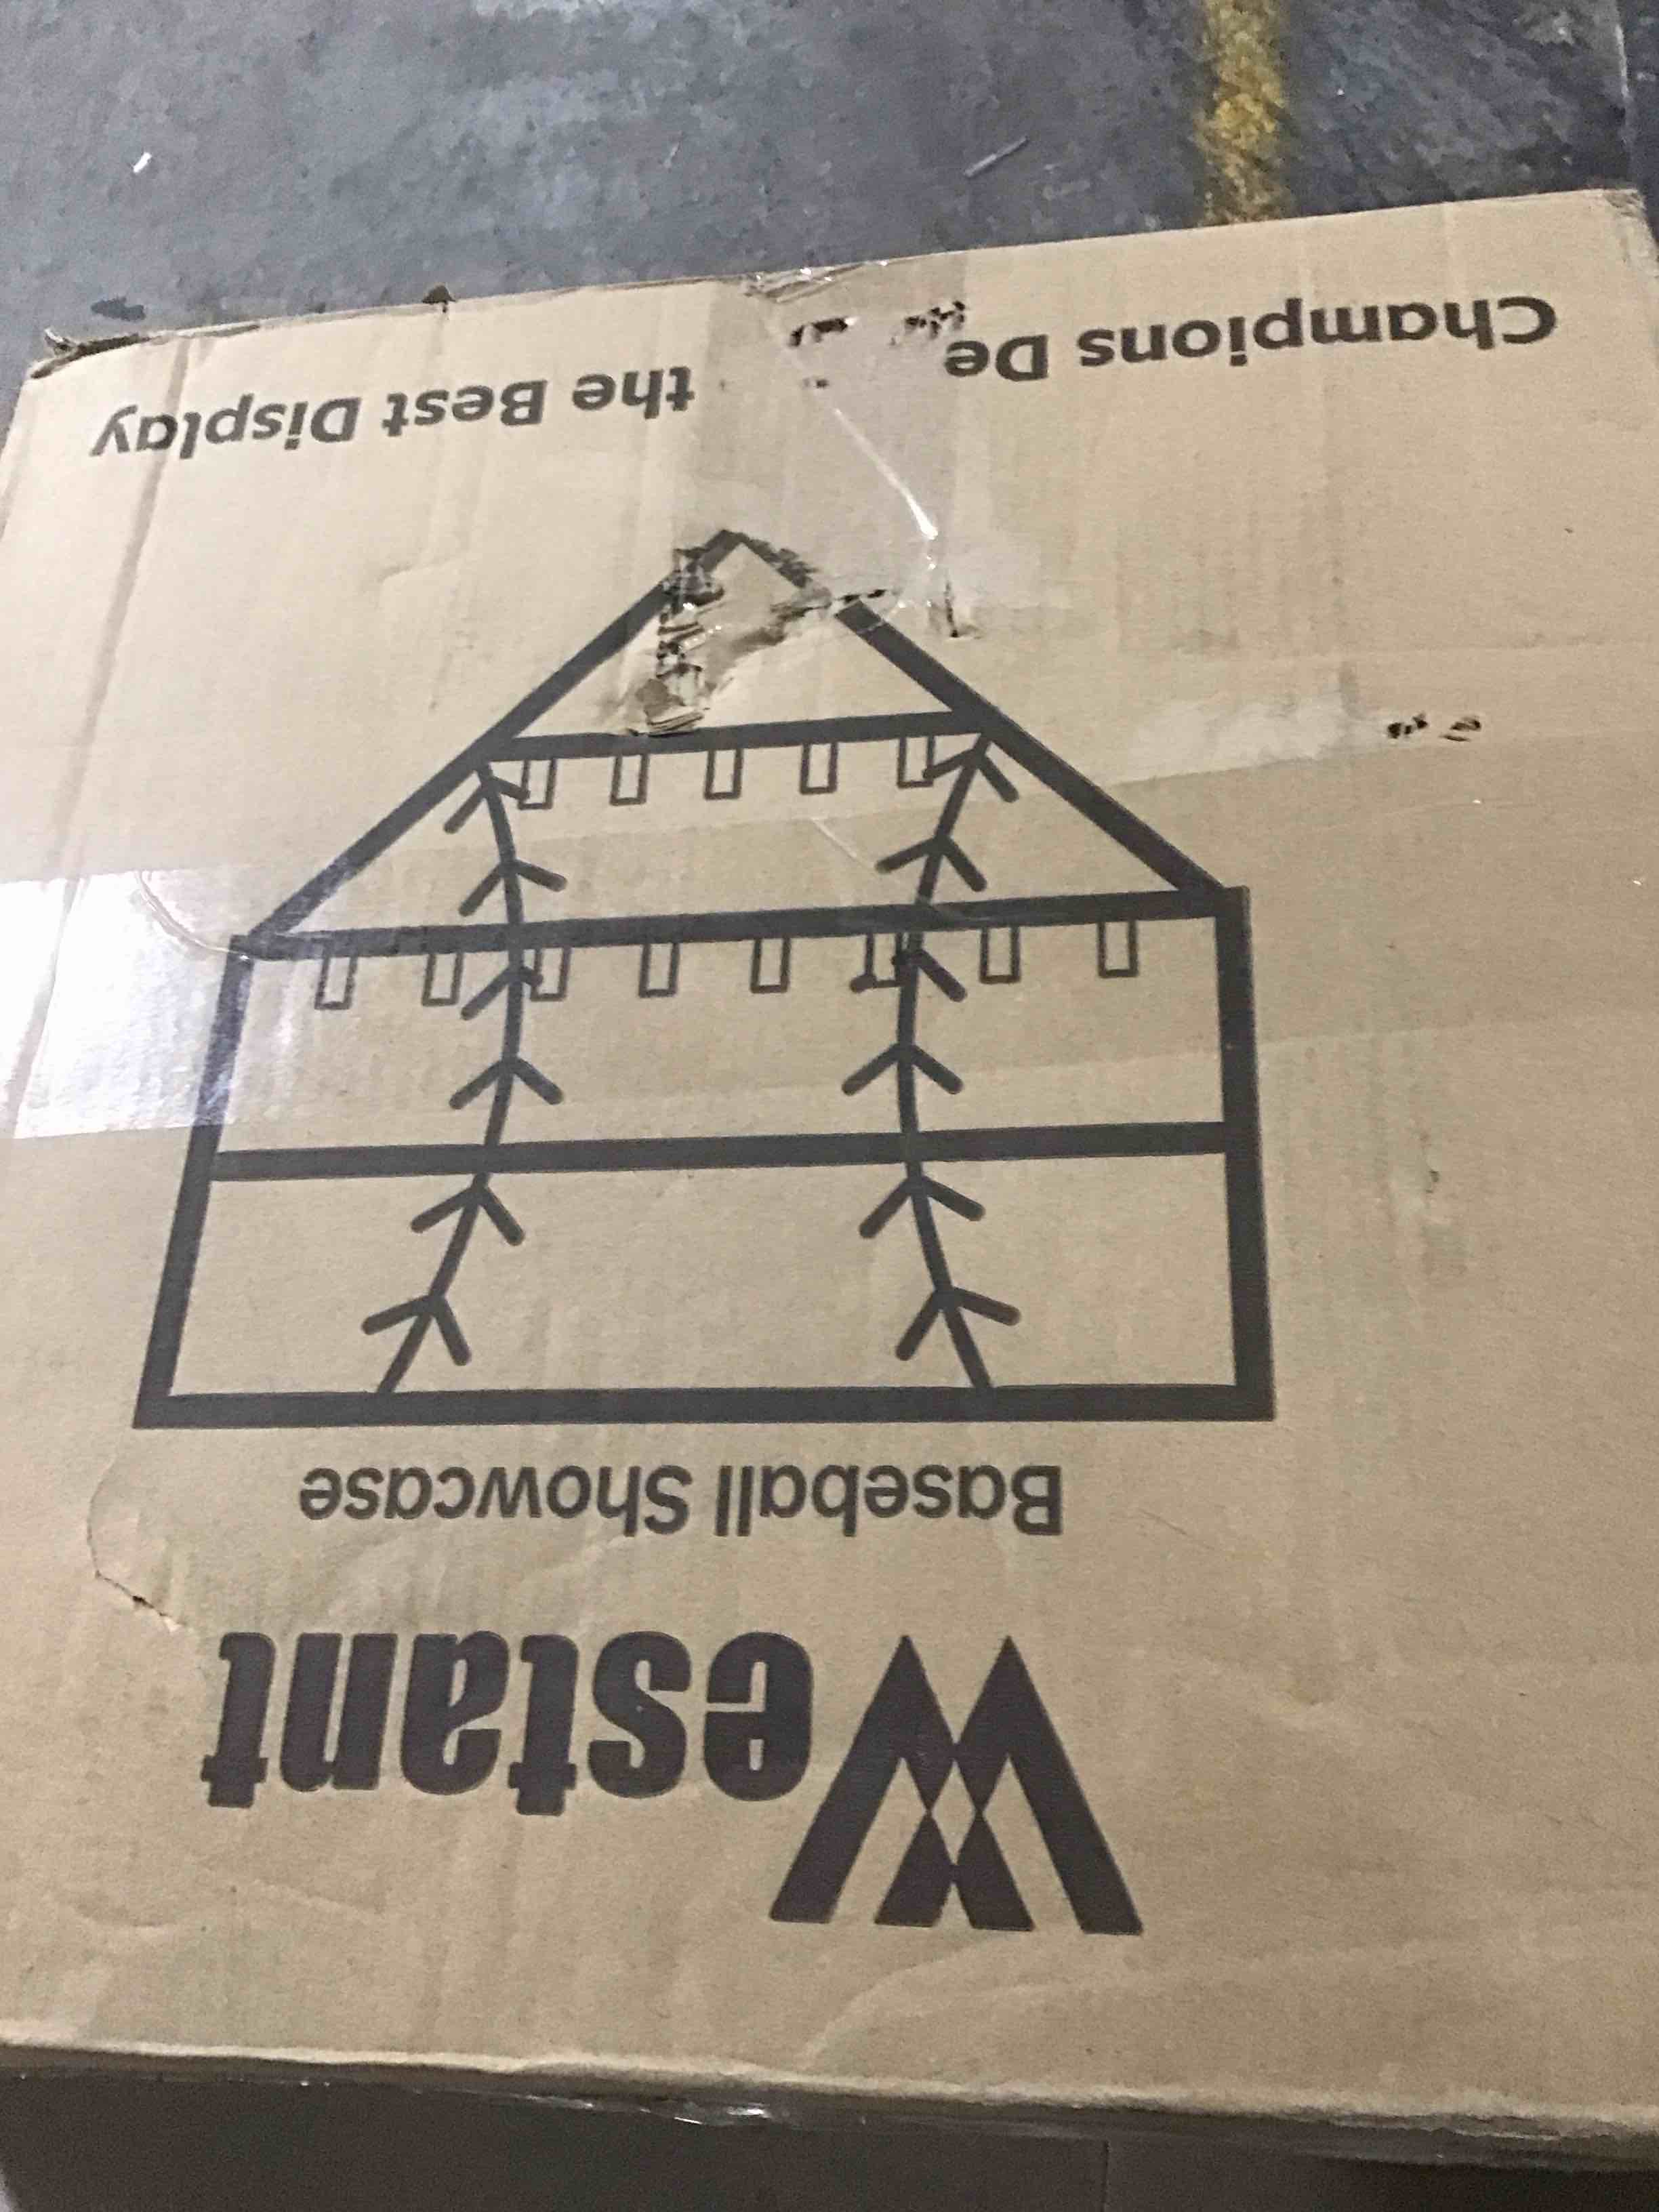 Westant
Baseball Showcase
Champions De the Best Display